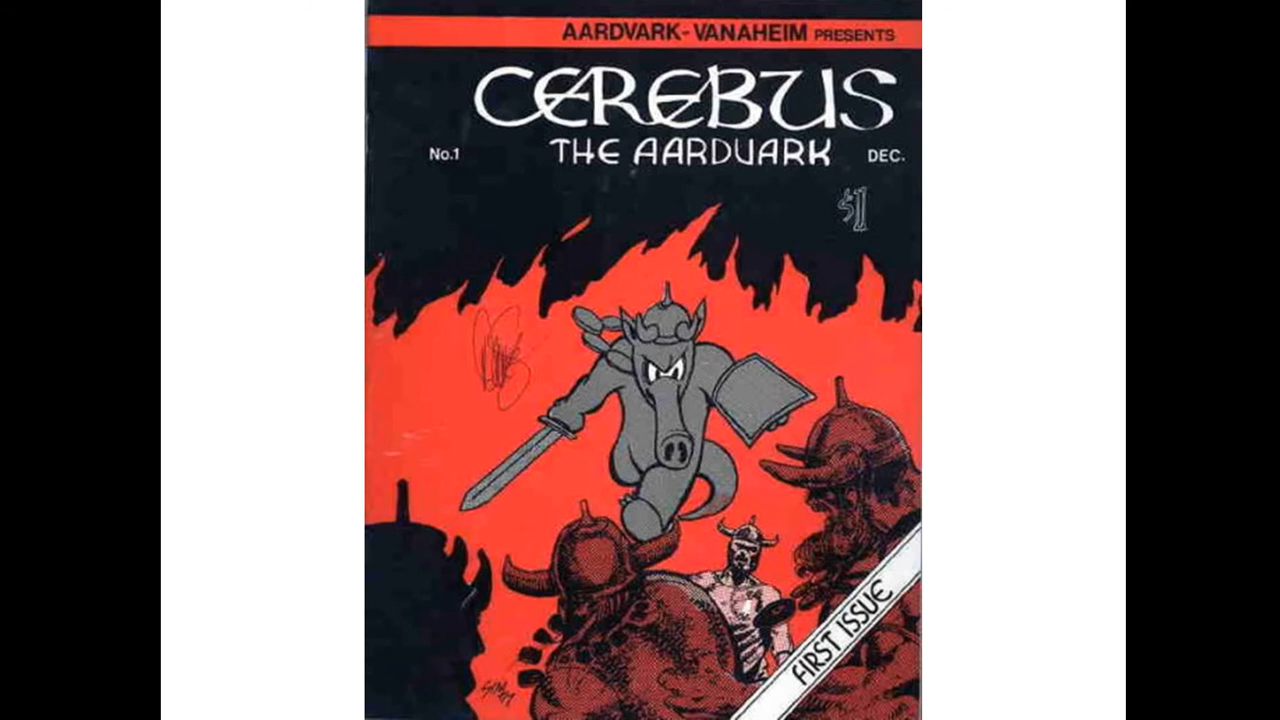 AARDVARK-VANAHEIM PRESENTS
CEREBUS
THE AARDVARK
No.1
DEC.
$1
FIRST ISSUE